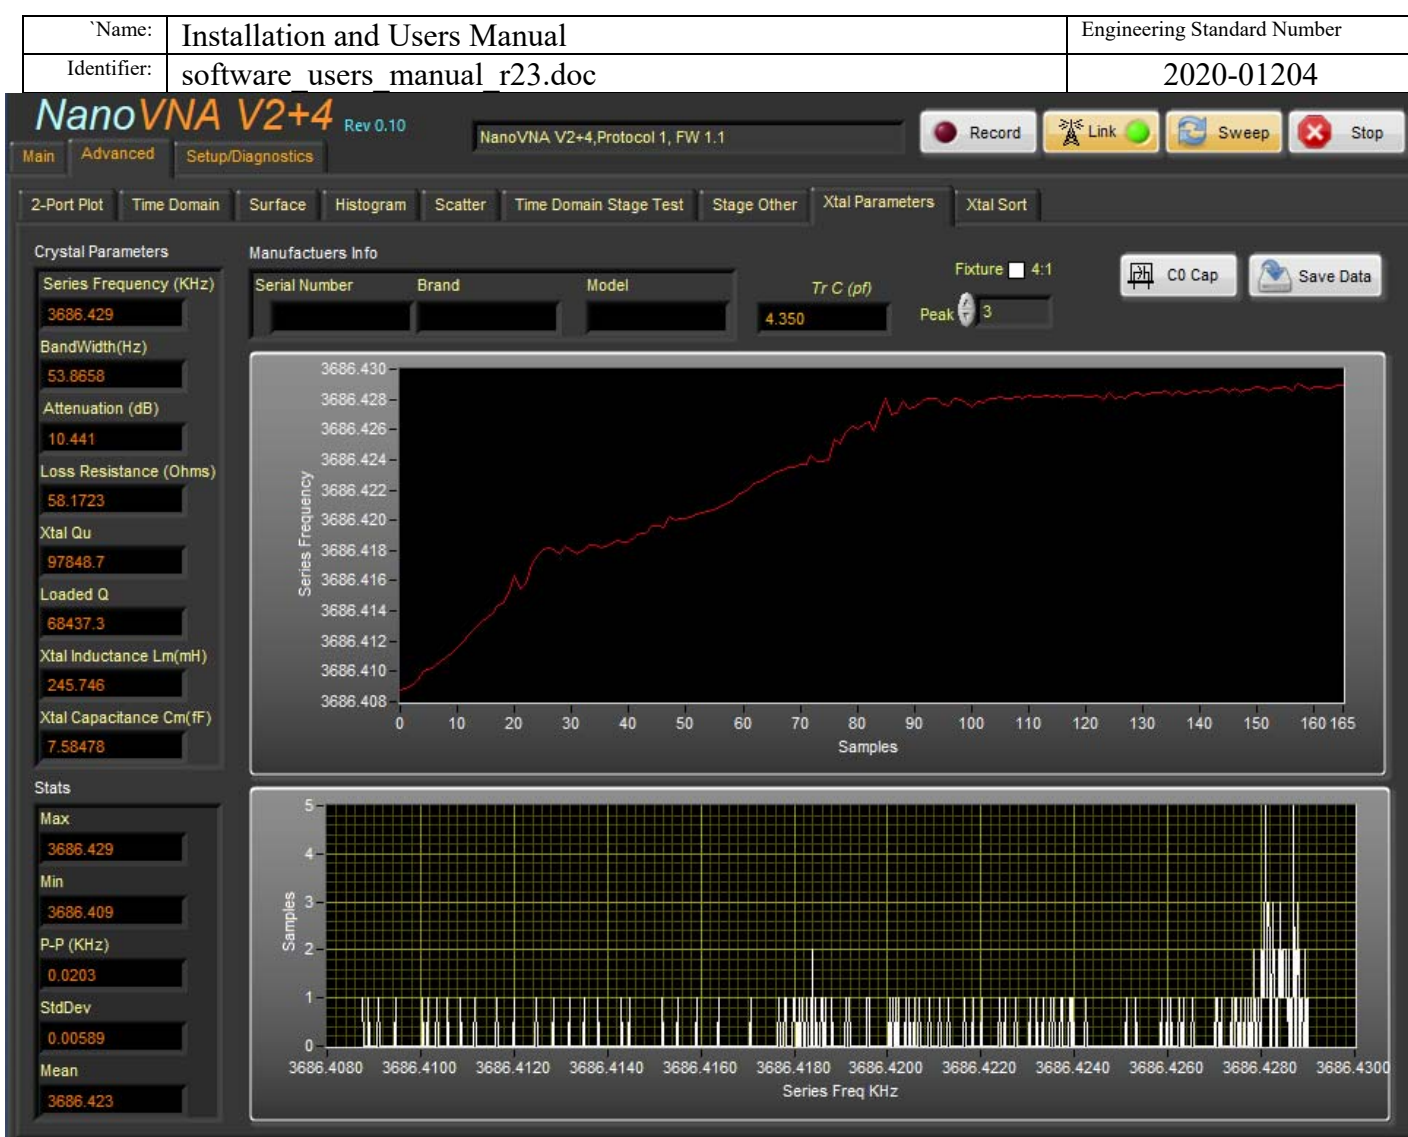 `Name: Installation and Users Manual Engineering Standard Number
Identifier: software_users_manual_r23.doc 2020-01204
NanoVNA V2+4 Rev 0.10
NanoVNA V2+4,Protocol 1, FW 1.1
Record Link Sweep Stop
Main Advanced Setup/Diagnostics
2-Port Plot Time Domain Surface Histogram Scatter Time Domain Stage Test Stage Other Xtal Parameters Xtal Sort
Crystal Parameters
Series Frequency (KHz)
3686.429
BandWidth(Hz)
53.8658
Attenuation (dB)
10.441
Loss Resistance (Ohms)
58.1723
Xtal Qu
97848.7
Loaded Q
68437.3
Xtal Inductance Lm(mH)
245.746
Xtal Capacitance Cm(fF)
7.58478
Stats
Max
3686.429
Min
3686.409
P-P (KHz)
0.0203
StdDev
0.00589
Mean
3686.423
Manufactuers Info
Serial Number Brand Model
Tr C (pf)
4.350
Fixture 4:1
Peak 3
C0 Cap Save Data
3686.430
3686.428
3686.426
3686.424
3686.422
3686.420
3686.418
3686.416
3686.414
3686.412
3686.410
3686.408
Series Frequency
0 10 20 30 40 50 60 70 80 90 100 110 120 130 140 150 160 165
Samples
5
4
3
2
1
0
Samples
3686.4080 3686.4100 3686.4120 3686.4140 3686.4160 3686.4180 3686.4200 3686.4220 3686.4240 3686.4260 3686.4280 3686.4300
Series Freq KHz